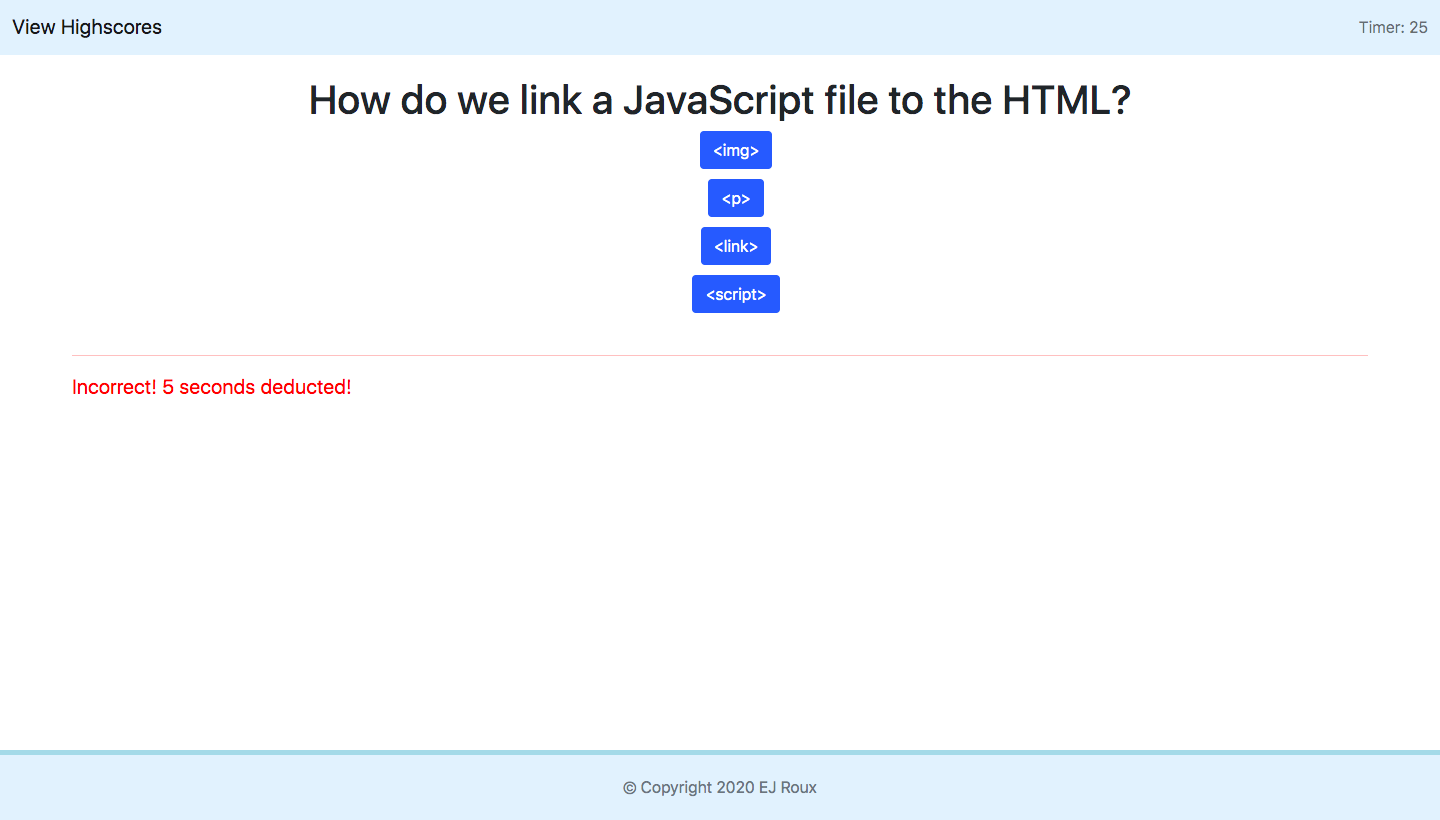 View Highscores
Timer: 25
How do we link a JavaScript file to the HTML?
<img>
<p>
<link>
<script>
Incorrect! 5 seconds deducted!
© Copyright 2020 EJ Roux